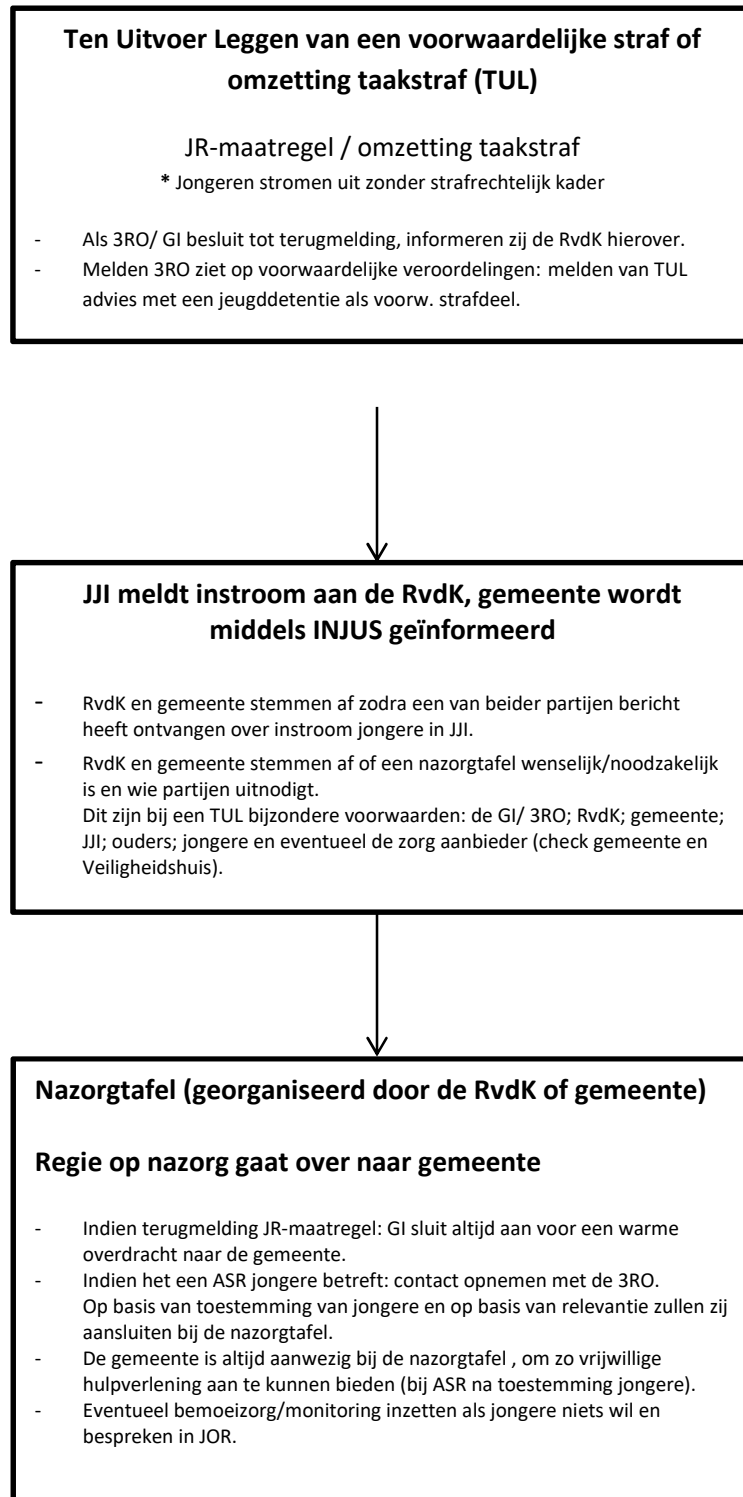 Ten Uitvoer Leggen van een voorwaardelijke straf of
omzetting taakstraf (TUL)
JR-maatregel / omzetting taakstraf
* Jongeren stromen uit zonder strafrechtelijk kader
- Als 3RO/ GI besluit tot terugmelding, informeren zij de RvdK hierover.
- Melden 3RO ziet op voorwaardelijke veroordelingen: melden van TUL
advies met een jeugddetentie als voorw. strafdeel.
JJI meldt instroom aan de RvdK, gemeente wordt
middels INJUS geïnformeerd
- RvdK en gemeente stemmen af zodra een van beider partijen bericht
heeft ontvangen over instroom jongere in JJI.
- RvdK en gemeente stemmen af of een nazorgtafel wenselijk/noodzakelijk
is en wie partijen uitnodigt.
Dit zijn bij een TUL bijzondere voorwaarden: de GI/ 3RO; RvdK; gemeente;
JJI; ouders; jongere en eventueel de zorg aanbieder (check gemeente en
Veiligheidshuis).
Nazorgtafel (georganiseerd door de RvdK of gemeente)
Regie op nazorg gaat over naar gemeente
- Indien terugmelding JR-maatregel: GI sluit altijd aan voor een warme
overdracht naar de gemeente.
- Indien het een ASR jongere betreft: contact opnemen met de 3RO.
Op basis van toestemming van jongere en op basis van relevantie zullen zij
aansluiten bij de nazorgtafel.
- De gemeente is altijd aanwezig bij de nazorgtafel , om zo vrijwillige
hulpverlening aan te kunnen bieden (bij ASR na toestemming jongere).
- Eventueel bemoeizorg/monitoring inzetten als jongere niets wil en
bespreken in JOR.